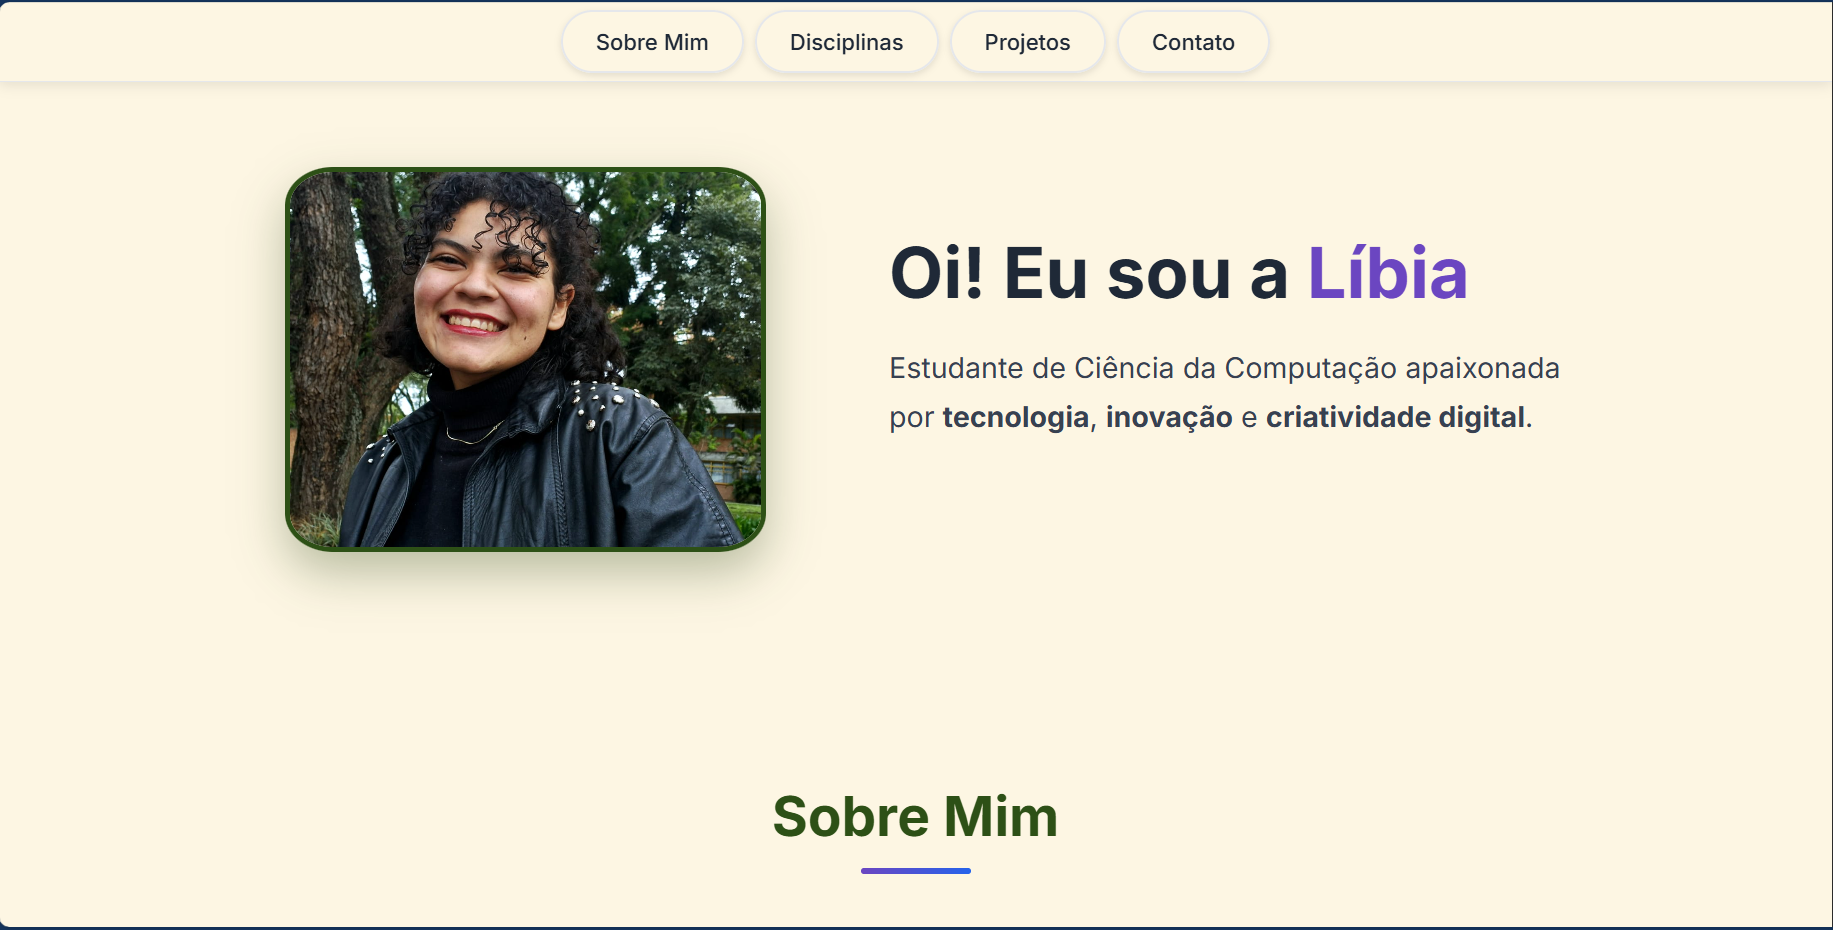 Sobre Mim
Disciplinas
Projetos
Contato
Oi! Eu sou a Líbia
Estudante de Ciência da Computação apaixonada
por tecnologia, inovação e criatividade digital.
Sobre Mim